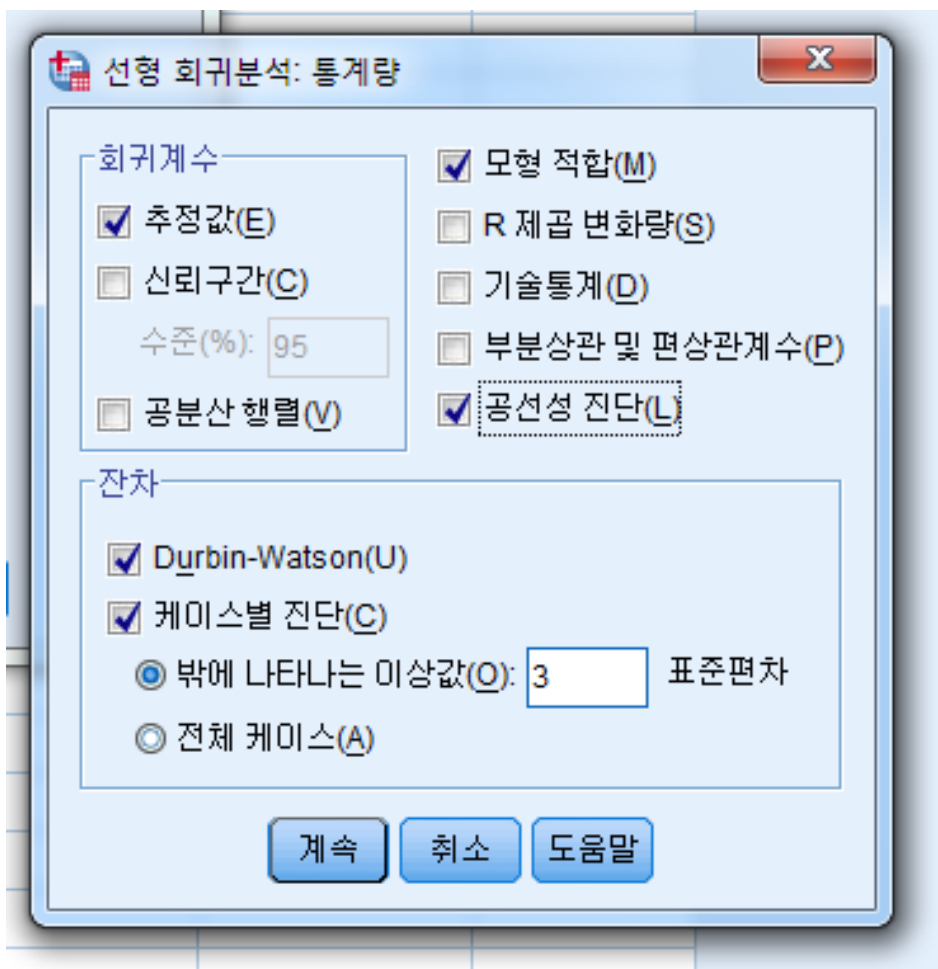 선형 회귀분석: 통계량
회귀계수
추정값(E)
신뢰구간(C)
수준(%): 95
공분산 행렬(V)
모형 적합(M)
R 제곱 변화량(S)
기술통계(D)
부분상관 및 편상관계수(P)
공선성 진단(L)
잔차
Durbin-Watson(U)
케이스별 진단(C)
밖에 나타나는 이상값(O): 3 표준편차
전체 케이스(A)
계속 취소 도움말